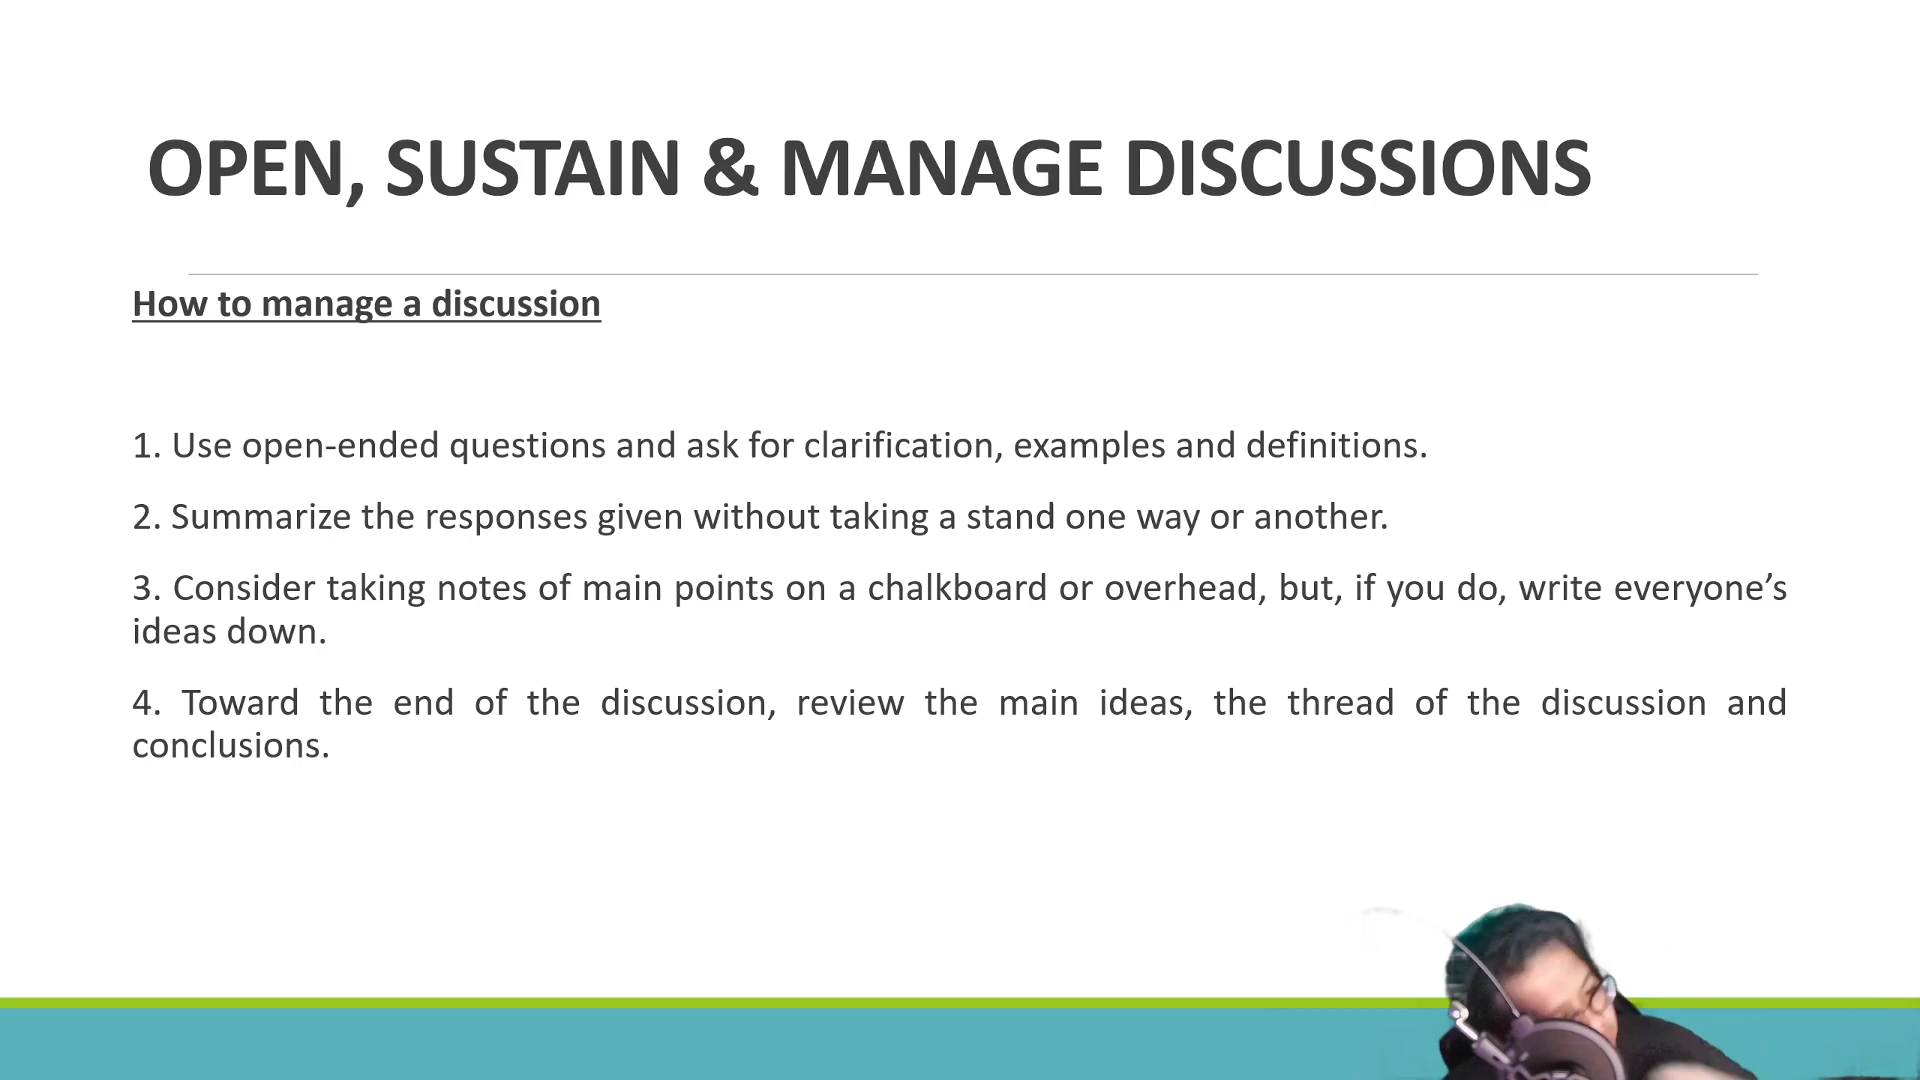 OPEN, SUSTAIN & MANAGE DISCUSSIONS
How to manage a discussion
1. Use open-ended questions and ask for clarification, examples and definitions.
2. Summarize the responses given without taking a stand one way or another.
3. Consider taking notes of main points on a chalkboard or overhead, but, if you do, write everyone’s
ideas down.
4. Toward the end of the discussion, review the main ideas, the thread of the discussion and
conclusions.